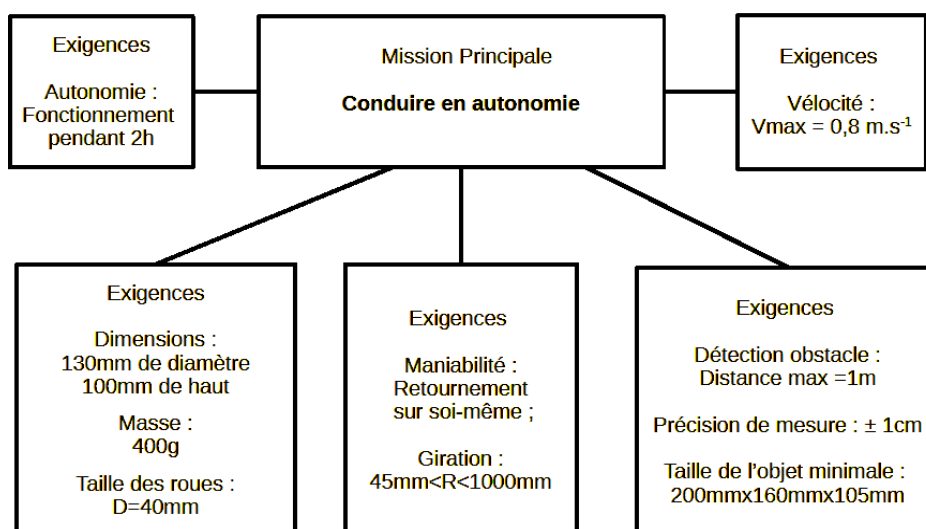 Exigences
Autonomie :
Fonctionnement
pendant 2h
Mission Principale
Conduire en autonomie
Exigences
Vélocité :
Vmax = 0,8 m.s⁻¹
Exigences
Dimensions :
130mm de diamètre
100mm de haut
Masse :
400g
Taille des roues :
D=40mm
Exigences
Maniabilité :
Retournement
sur soi-même ;
Giration :
45mm<R<1000mm
Exigences
Détection obstacle :
Distance max =1m
Précision de mesure : ± 1cm
Taille de l'objet minimale :
200mmx160mmx105mm